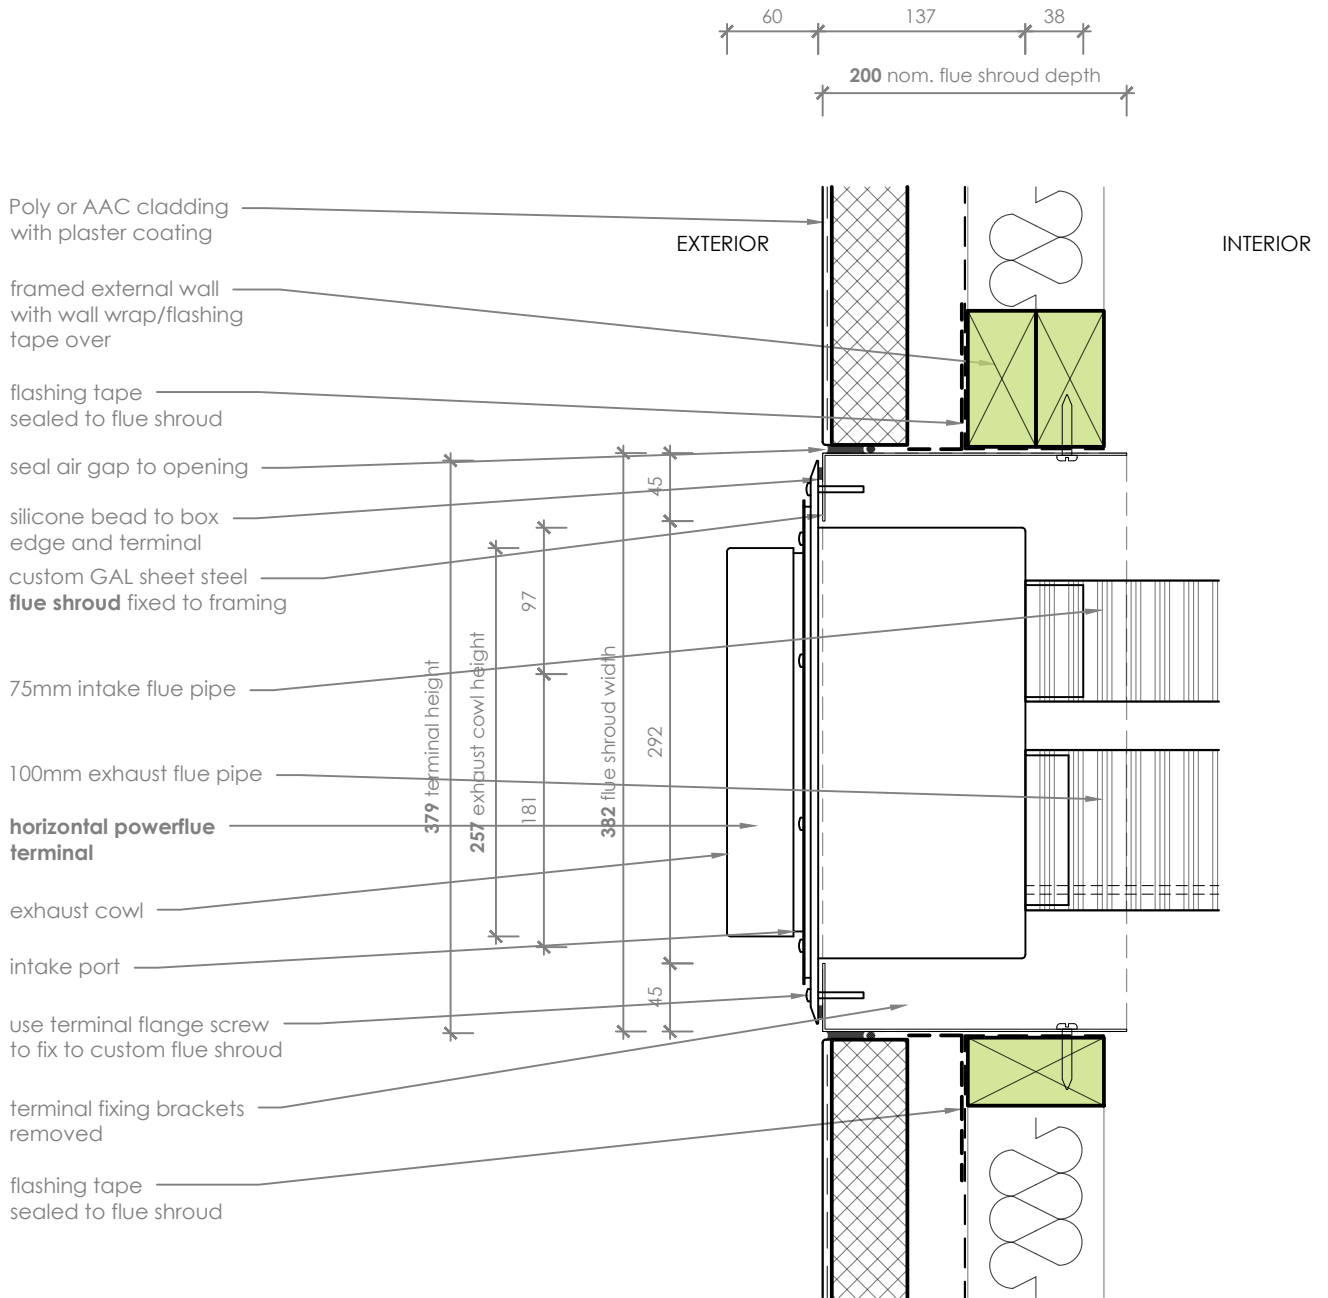 60
137
38
200 nom. flue shroud depth
Poly or AAC cladding
with plaster coating
EXTERIOR
INTERIOR
framed external wall
with wall wrap/flashing
tape over
flashing tape
sealed to flue shroud
seal air gap to opening
silicone bead to box
edge and terminal
custom GAL sheet steel
flue shroud fixed to framing
75mm intake flue pipe
100mm exhaust flue pipe
horizontal powerflue
terminal
exhaust cowl
intake port
use terminal flange screw
to fix to custom flue shroud
terminal fixing brackets
removed
flashing tape
sealed to flue shroud
379 terminal height
257 exhaust cowl height
97
181
382 flue shroud width
45
292
45